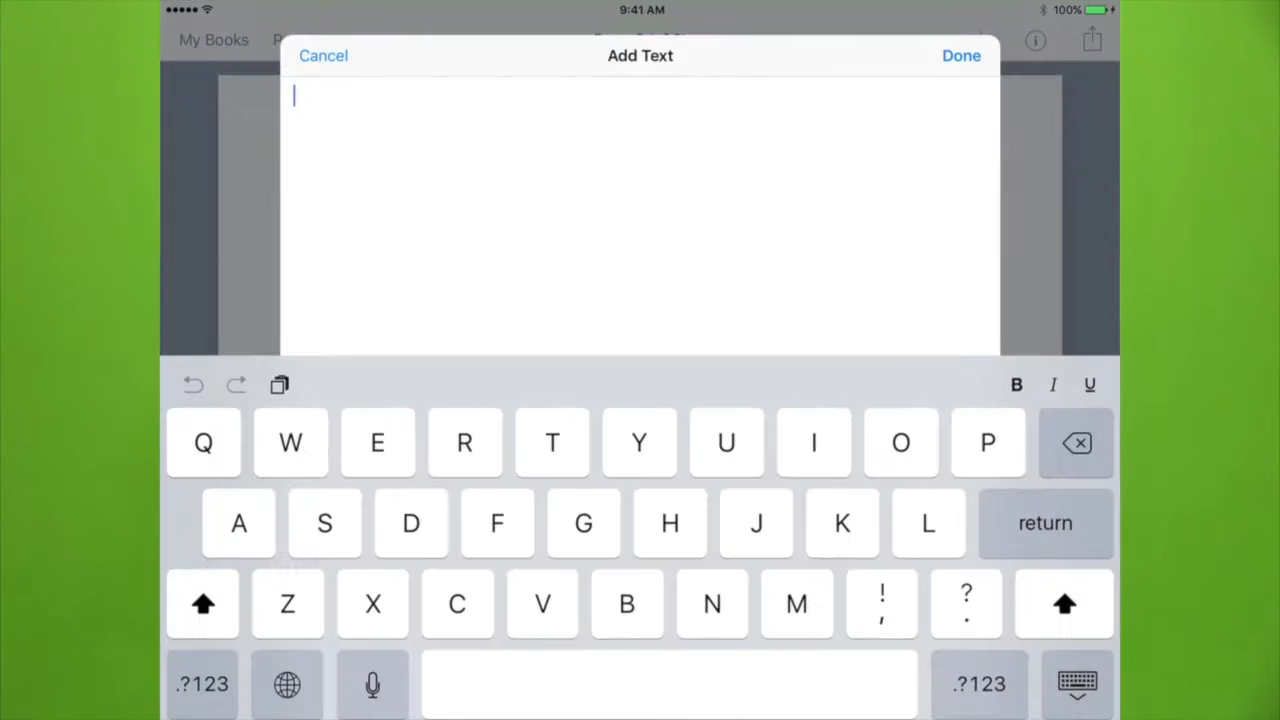 9:41 AM
100%
My Books
Cancel
Add Text
Done
B I U
Q W E R T Y U I O P
A S D F G H J K L return
Z X C V B N M ! , ? .
.?123 .?123